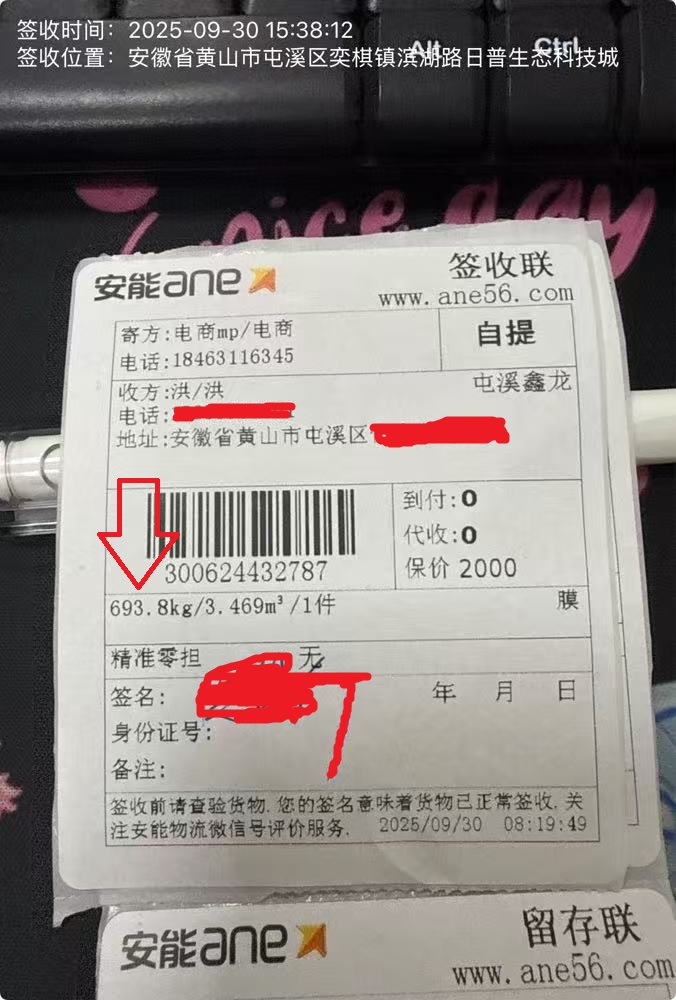 签收时间：2025-09-30 15:38:12
签收位置：安徽省黄山市屯溪区奕棋镇滨湖路日普生态科技城
Alt
Ctrl
nice day
安能ane
签收联
www.ane56.com
寄方:电商mp/电商
电话:18463116345
自提
收方:洪/洪
屯溪鑫龙
电话:
地址:安徽省黄山市屯溪区
300624432787
到付:0
代收:0
保价 2000
693.8kg/3.469m³/1件
膜
精准零担
无
签名:
年 月 日
身份证号:
备注:
签收前请查验货物, 您的签名意味着货物已正常签收, 关
注安能物流微信号评价服务. 2025/09/30 08:19:49
安能ane
留存联
www.ane56.com